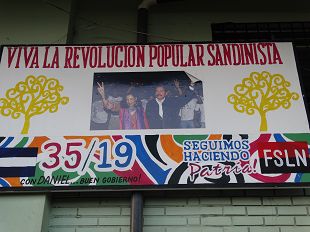 VIVA LA REVOLUCION POPULAR SANDINISTA
35/19
SEGUIMOS
HACIENDO
Patria!
FSLN
CON DANIEL... BUEN GOBIERNO!